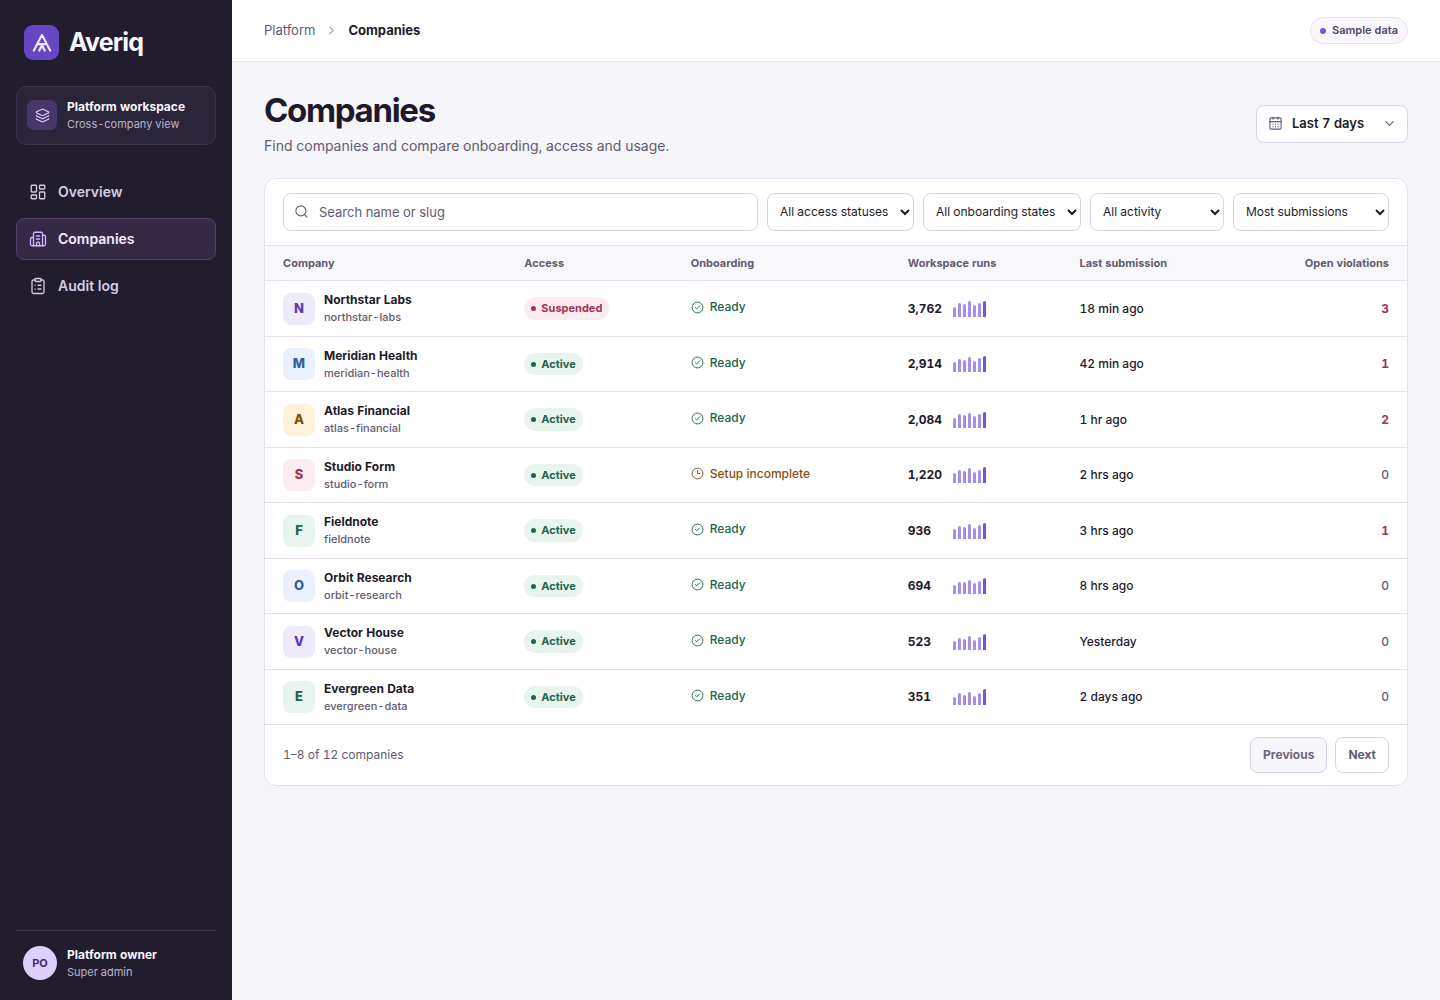 Averiq
Platform workspace
Cross-company view
Overview
Companies
Audit log
PO
Platform owner
Super admin
Platform > Companies
Sample data
Companies
Find companies and compare onboarding, access and usage.
Last 7 days
Search name or slug
All access statuses
All onboarding states
All activity
Most submissions
Company Access Onboarding Workspace runs Last submission Open violations
N Northstar Labs Suspended Ready 3,762 18 min ago 3
northstar-labs
M Meridian Health Active Ready 2,914 42 min ago 1
meridian-health
A Atlas Financial Active Ready 2,084 1 hr ago 2
atlas-financial
S Studio Form Active Setup incomplete 1,220 2 hrs ago 0
studio-form
F Fieldnote Active Ready 936 3 hrs ago 1
fieldnote
O Orbit Research Active Ready 694 8 hrs ago 0
orbit-research
V Vector House Active Ready 523 Yesterday 0
vector-house
E Evergreen Data Active Ready 351 2 days ago 0
evergreen-data
1–8 of 12 companies
Previous
Next